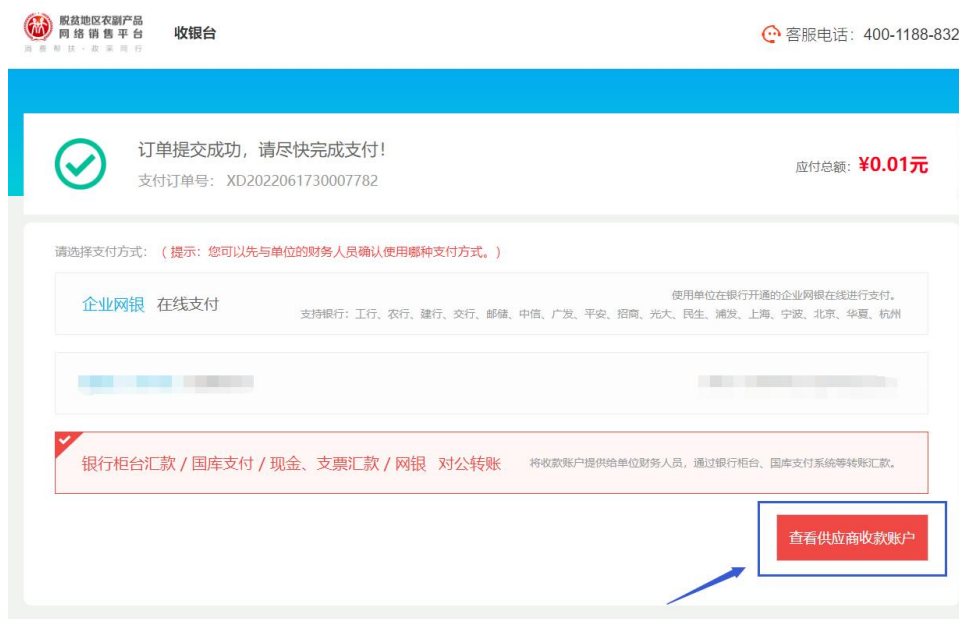 脱贫地区农副产品
网络销售平台
消费帮扶·政采同行
收银台
客服电话：400-1188-832
订单提交成功，请尽快完成支付！
支付订单号：XD2022061730007782
应付总额：¥0.01元
请选择支付方式：（提示：您可以先与单位的财务人员确认使用哪种支付方式。）
企业网银 在线支付
使用单位在银行开通的企业网银在线进行支付。
支持银行：工行、农行、建行、交行、邮储、中信、广发、平安、招商、光大、民生、浦发、上海、宁波、北京、华夏、杭州
银行柜台汇款 / 国库支付 / 现金、支票汇款 / 网银 对公转账
将收款账户提供给单位财务人员，通过银行柜台、国库支付系统等转账汇款。
查看供应商收款账户